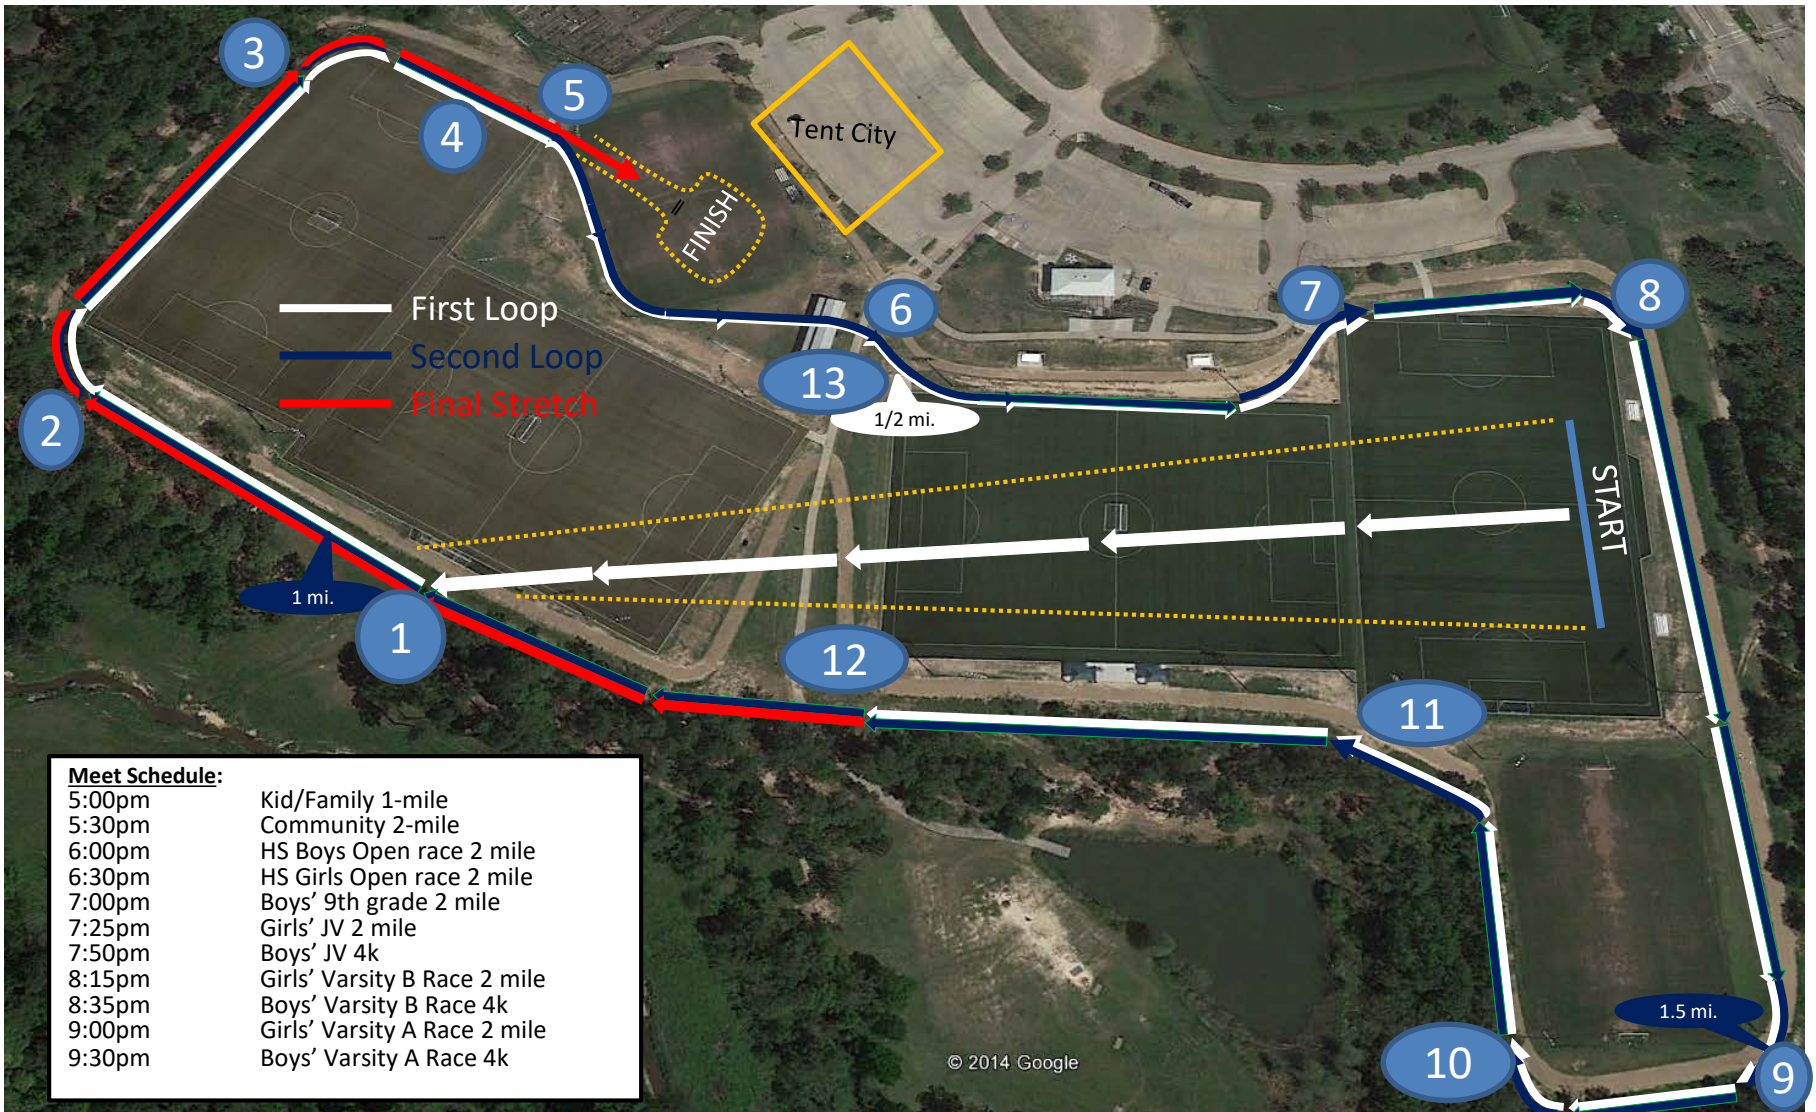 3
5
4
Tent City
FINISH
First Loop
Second Loop
Final Stretch
6
7
8
13
1/2 mi.
2
START
1 mi.
1
12
11
Meet Schedule:
5:00pm Kid/Family 1-mile
5:30pm Community 2-mile
6:00pm HS Boys Open race 2 mile
6:30pm HS Girls Open race 2 mile
7:00pm Boys' 9th grade 2 mile
7:25pm Girls' JV 2 mile
7:50pm Boys' JV 4k
8:15pm Girls' Varsity B Race 2 mile
8:35pm Boys' Varsity B Race 4k
9:00pm Girls' Varsity A Race 2 mile
9:30pm Boys' Varsity A Race 4k
1.5 mi.
© 2014 Google
10
9